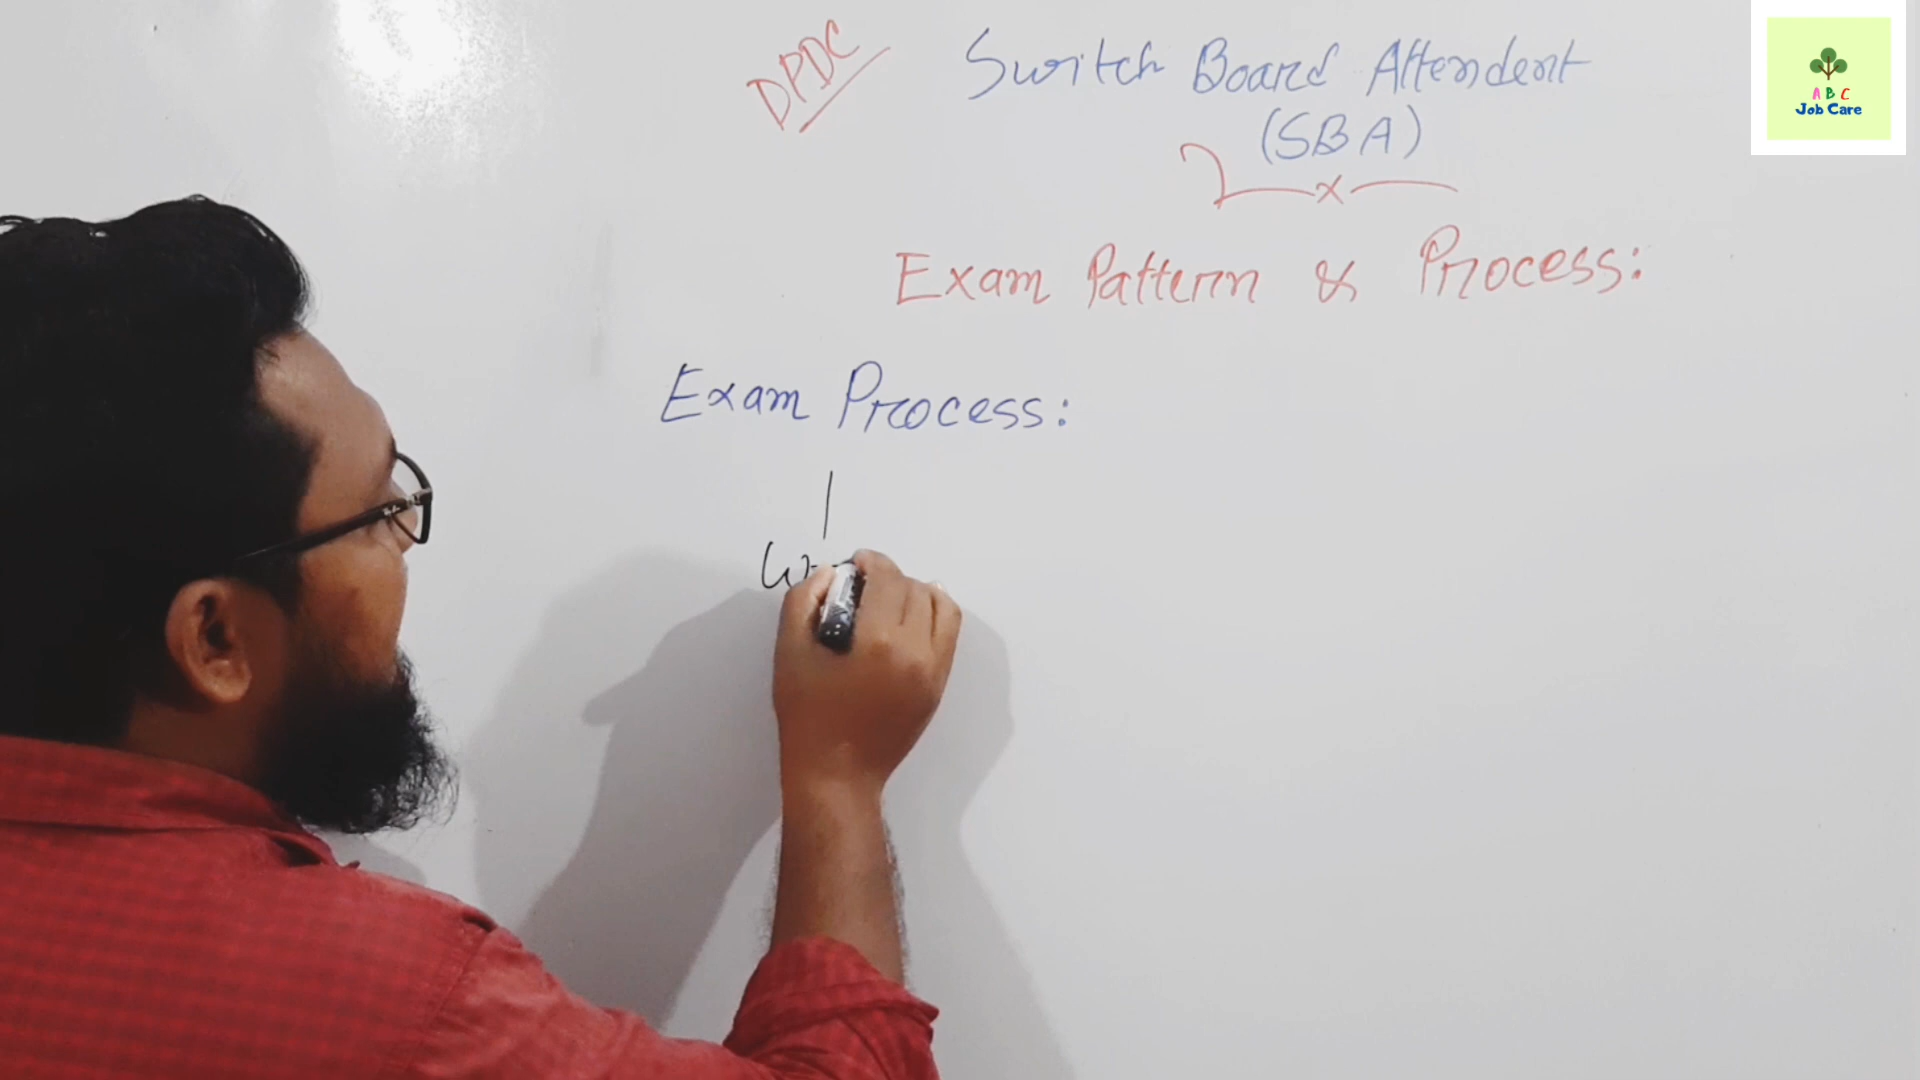 DPDC
Switch Board Attendent
(SBA)
Exam Pattern & Process:
Exam Process:
A B C
Job Care